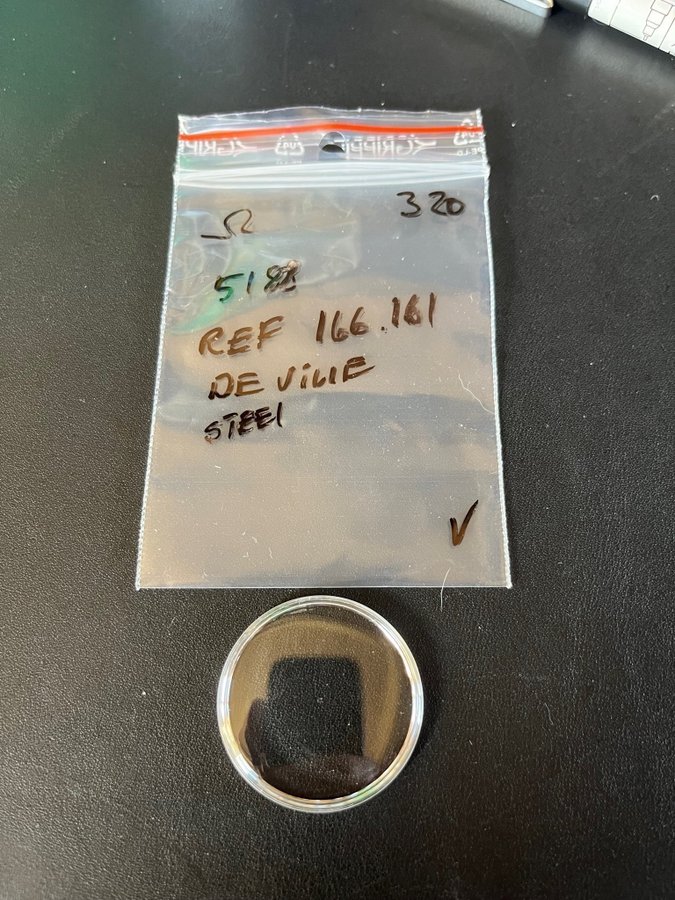 Ω 320
REF 166.161
DE VillE
STEEl
V